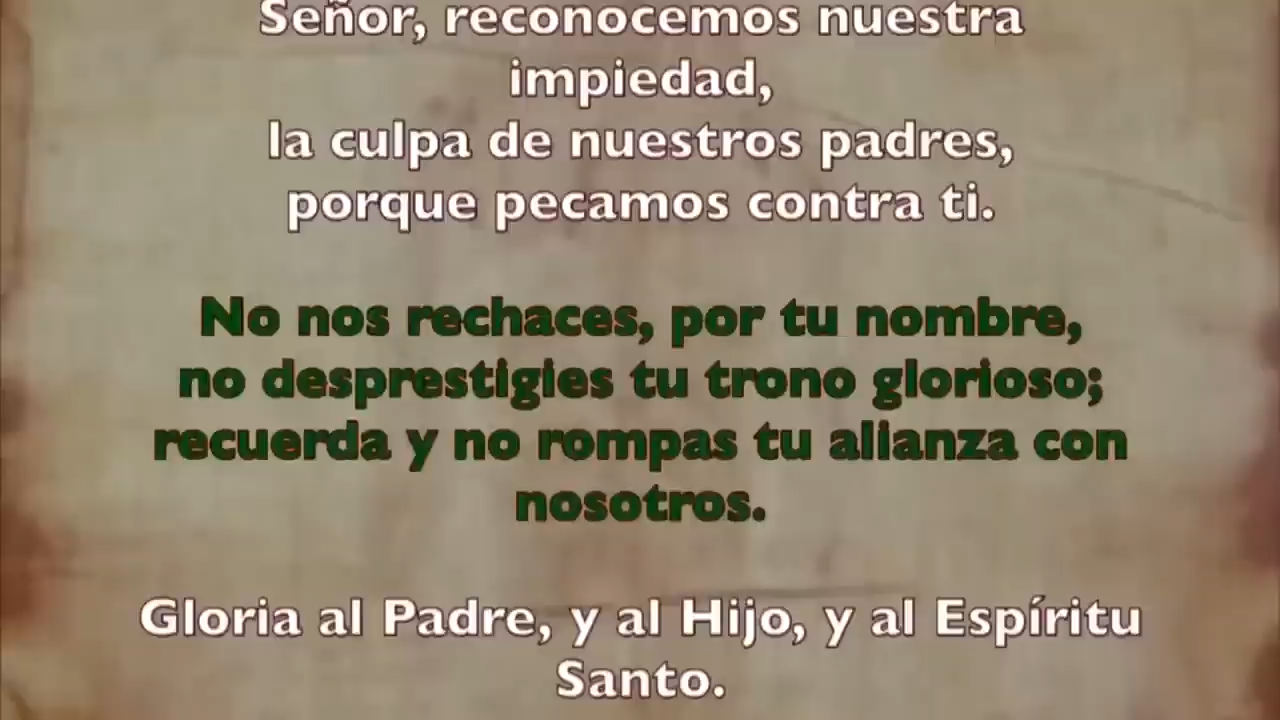 Señor, reconocemos nuestra
impiedad,
la culpa de nuestros padres,
porque pecamos contra ti.
No nos rechaces, por tu nombre,
no desprestigies tu trono glorioso;
recuerda y no rompas tu alianza con
nosotros.
Gloria al Padre, y al Hijo, y al Espíritu
Santo.